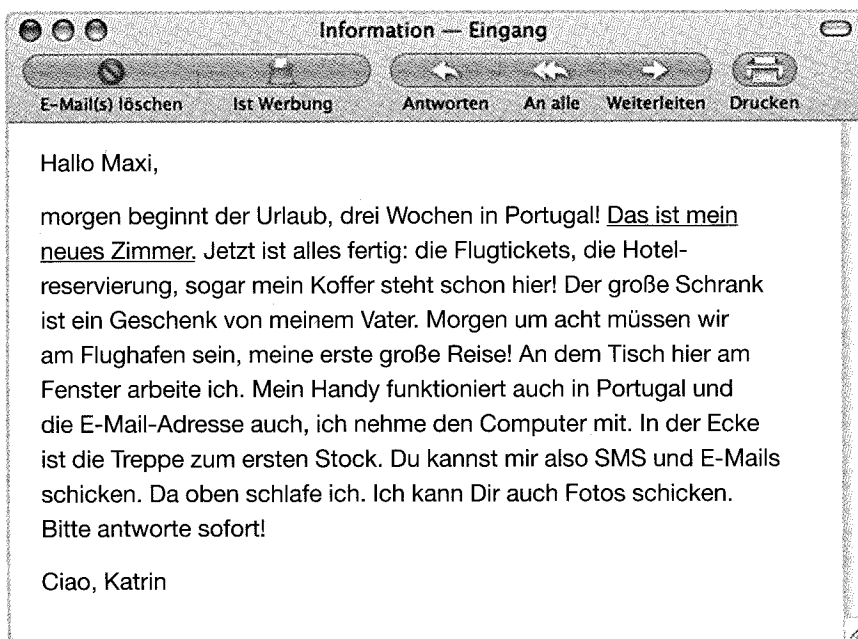 Information — Eingang
E-Mail(s) löschen Ist Werbung Antworten An alle Weiterleiten Drucken
Hallo Maxi,
morgen beginnt der Urlaub, drei Wochen in Portugal! Das ist mein
neues Zimmer. Jetzt ist alles fertig: die Flugtickets, die Hotel-
reservierung, sogar mein Koffer steht schon hier! Der große Schrank
ist ein Geschenk von meinem Vater. Morgen um acht müssen wir
am Flughafen sein, meine erste große Reise! An dem Tisch hier am
Fenster arbeite ich. Mein Handy funktioniert auch in Portugal und
die E-Mail-Adresse auch, ich nehme den Computer mit. In der Ecke
ist die Treppe zum ersten Stock. Du kannst mir also SMS und E-Mails
schicken. Da oben schlafe ich. Ich kann Dir auch Fotos schicken.
Bitte antworte sofort!
Ciao, Katrin